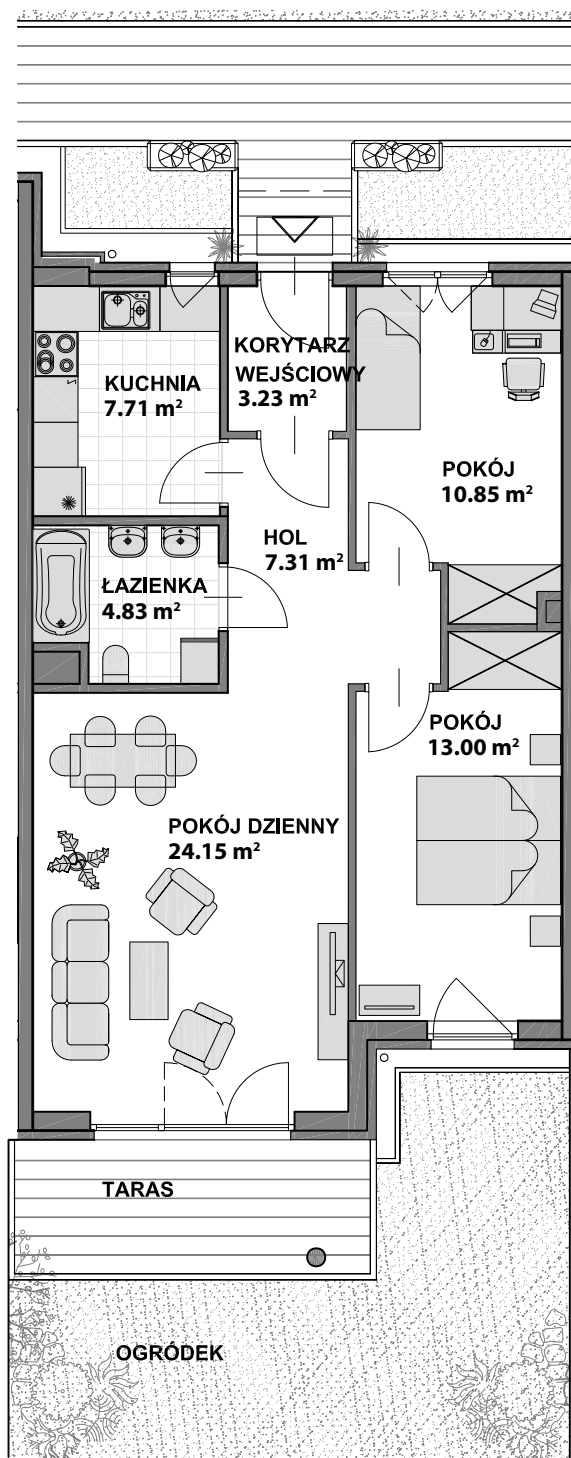 KORYTARZ
WEJŚCIOWY
3.23 m²
KUCHNIA
7.71 m²
POKÓJ
10.85 m²
HOL
7.31 m²
ŁAZIENKA
4.83 m²
POKÓJ
13.00 m²
POKÓJ DZIENNY
24.15 m²
TARAS
OGRÓDEK